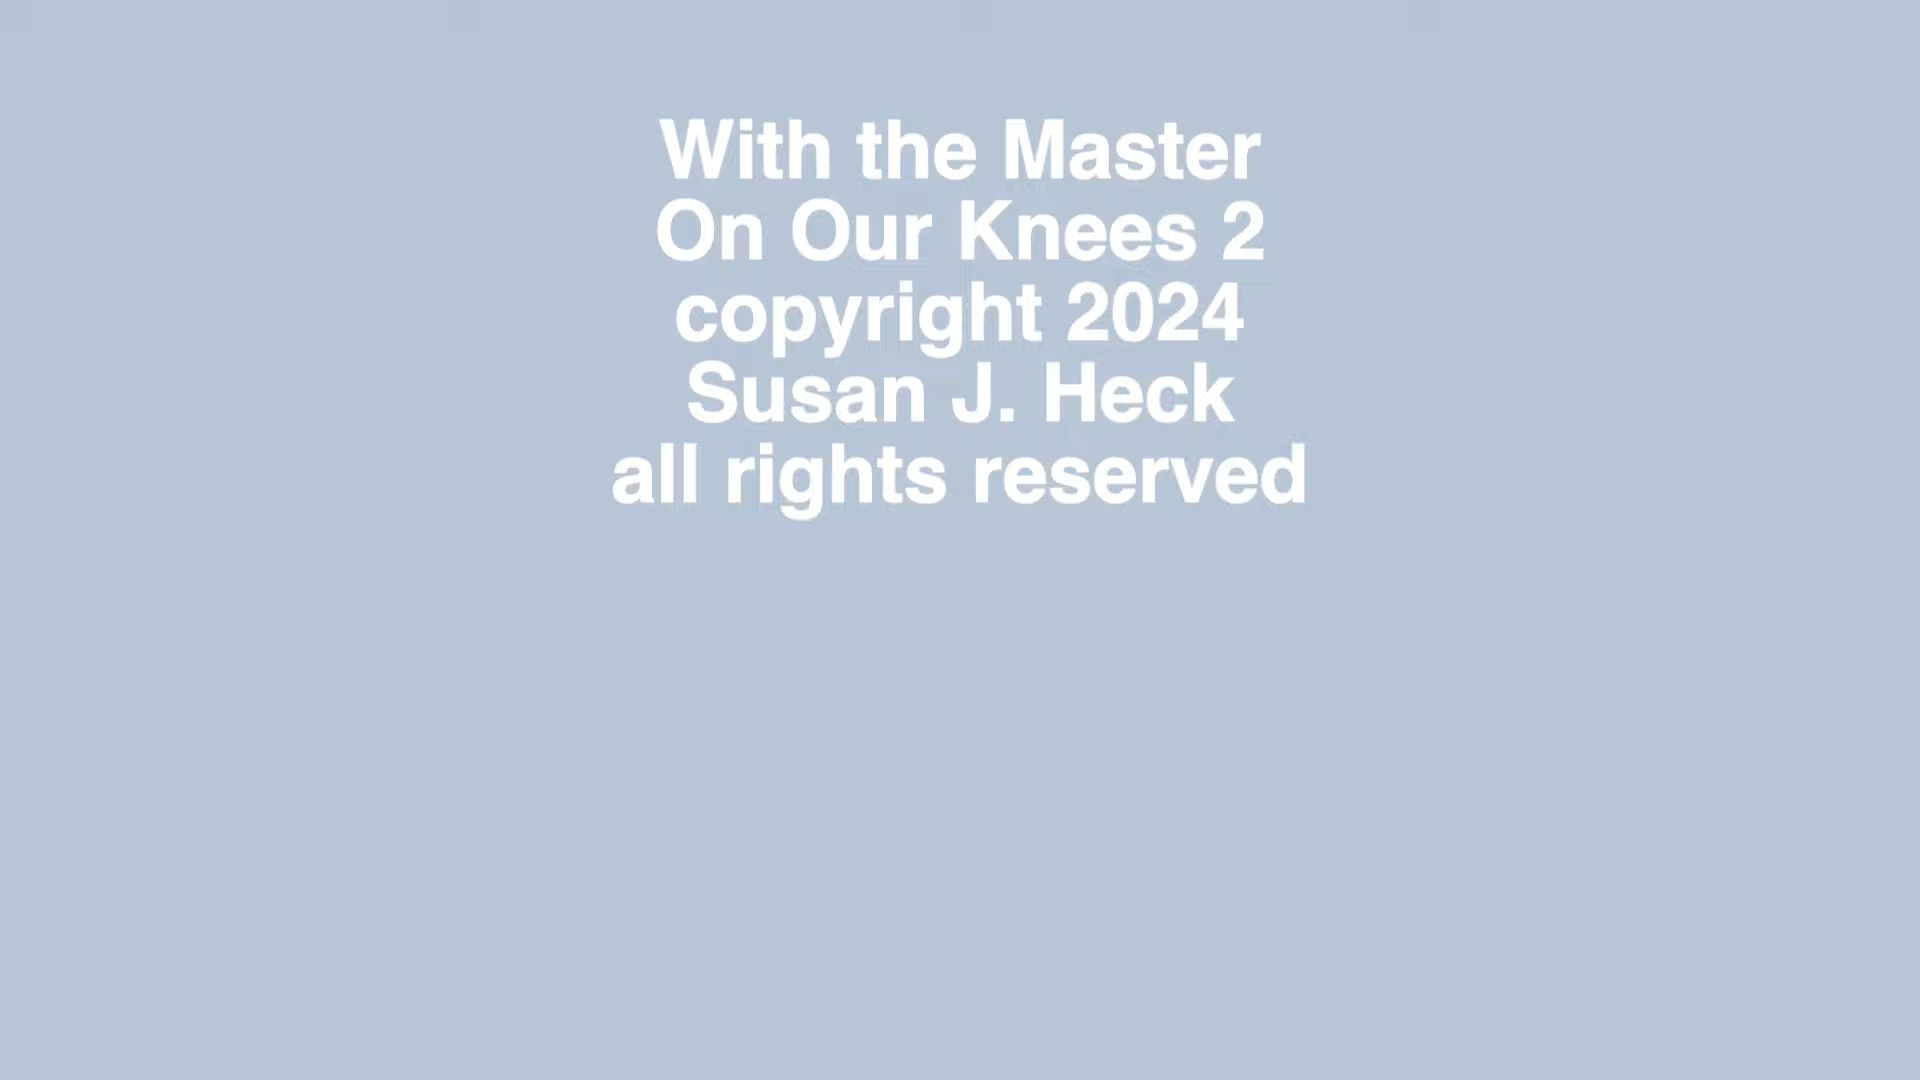 With the Master
On Our Knees 2
copyright 2024
Susan J. Heck
all rights reserved